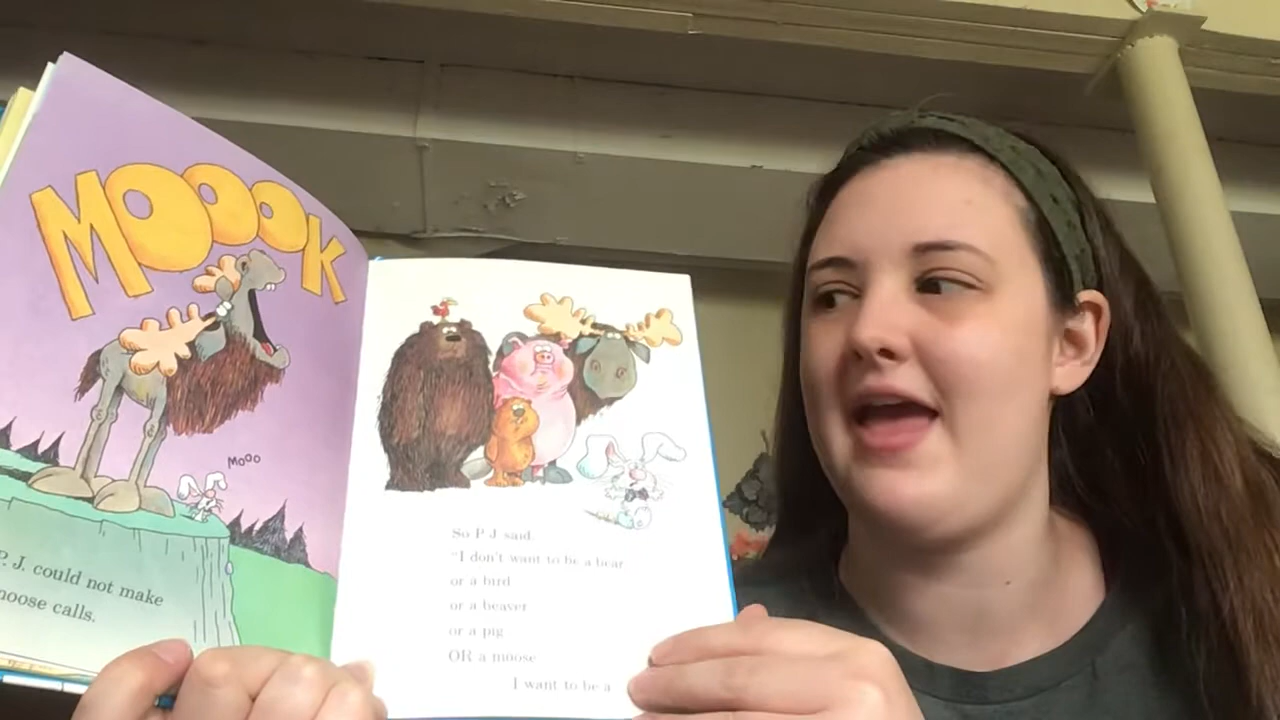 MOOOK
Mooo
P. J. could not make
moose calls.
So P J said,
"I don't want to be a bear
or a bird
or a beaver
or a pig
OR a moose
I want to be a